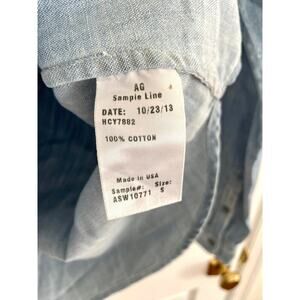 AG
Sample Line
DATE: 10/23/13
HCY7882
100% COTTON
Made in USA
Sample#: Size:
ASW10771 S